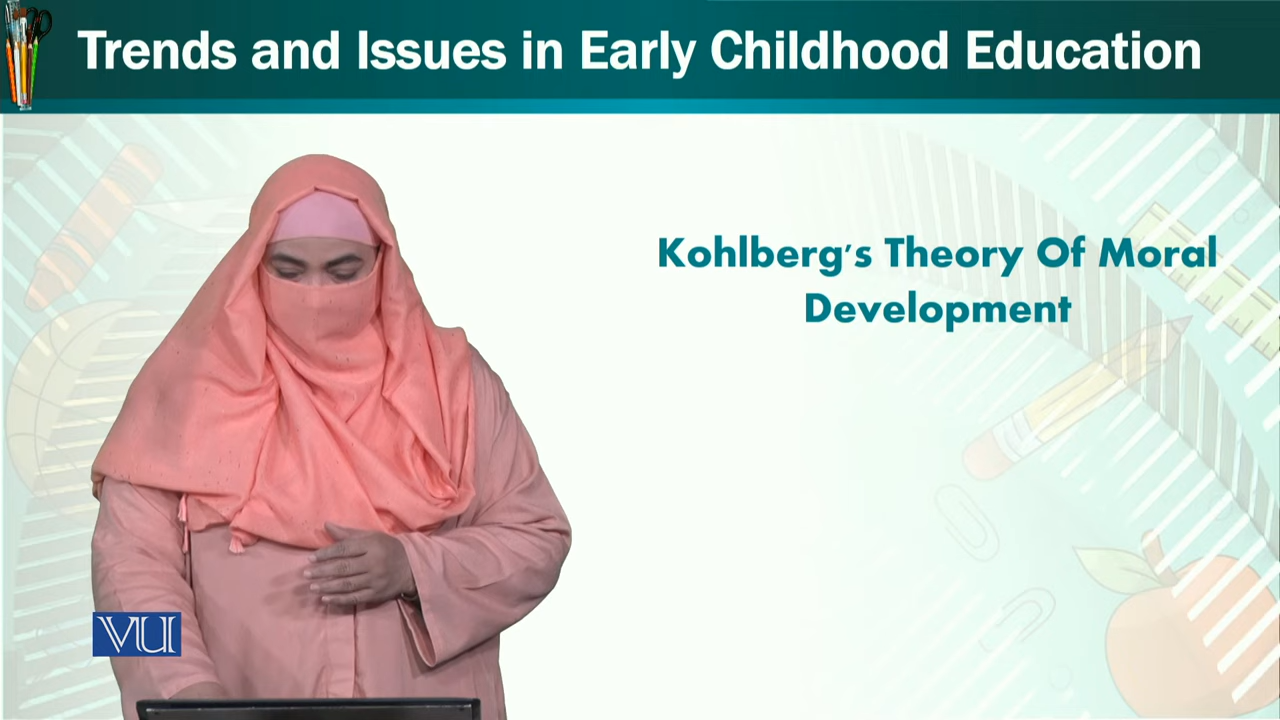 Trends and Issues in Early Childhood Education
Kohlberg's Theory Of Moral
Development
VU